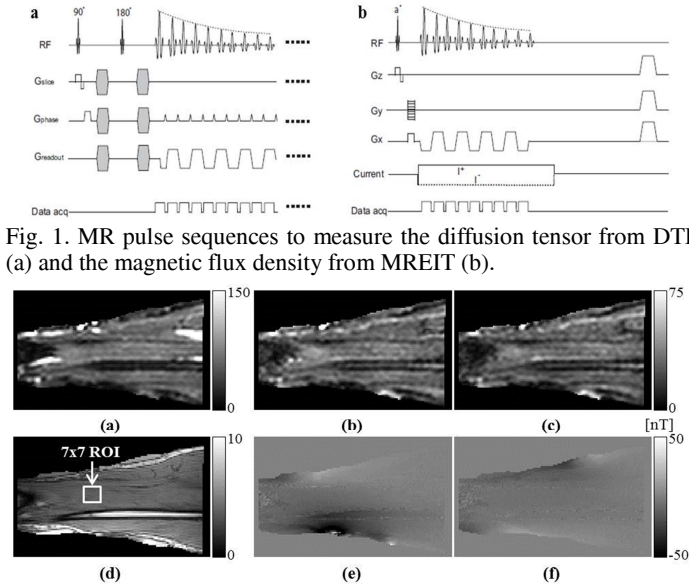 a
90°
180°
RF
Gslice
Gphase
Greadout
Data acq
b
a°
RF
Gz
Gy
Gx
Current
I+
I-
Data acq
Fig. 1. MR pulse sequences to measure the diffusion tensor from DTI
(a) and the magnetic flux density from MREIT (b).
150
0
75
0
(a)
(b)
(c)
[nT]
7x7 ROI
10
0
50
-50
(d)
(e)
(f)